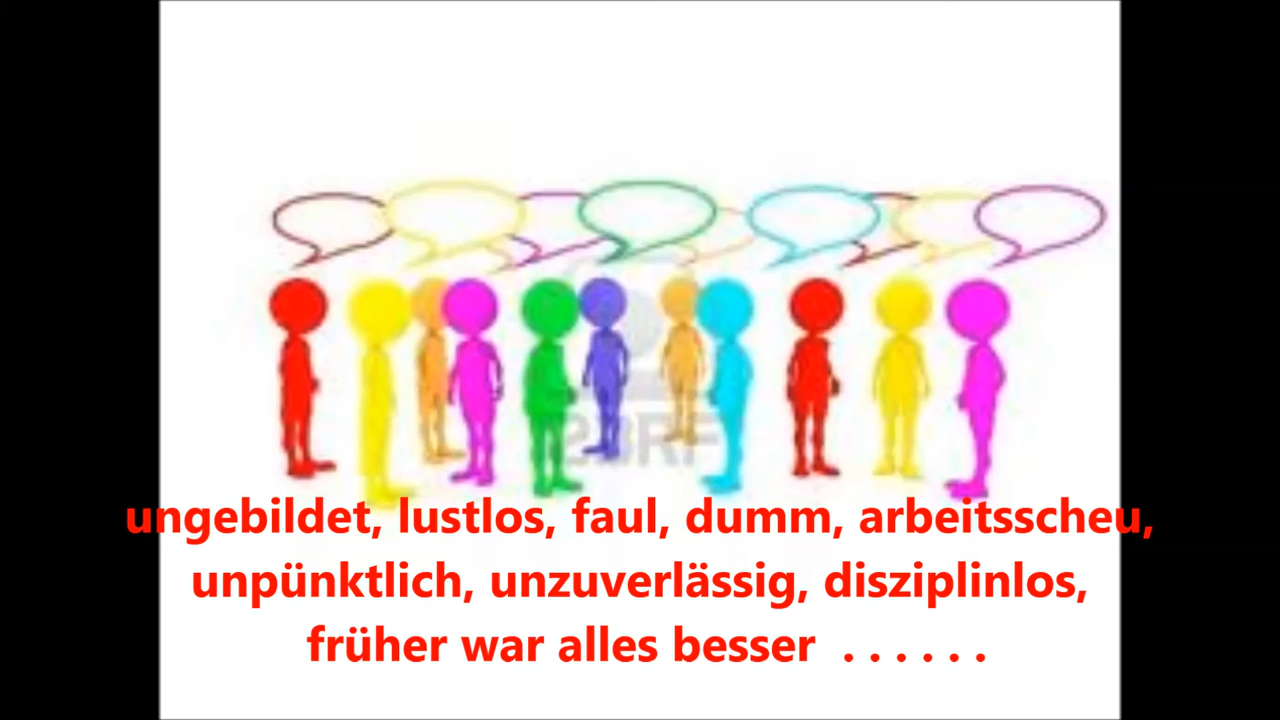 ungebildet, lustlos, faul, dumm, arbeitsscheu,
unpünktlich, unzuverlässig, disziplinlos,
früher war alles besser . . . . . .